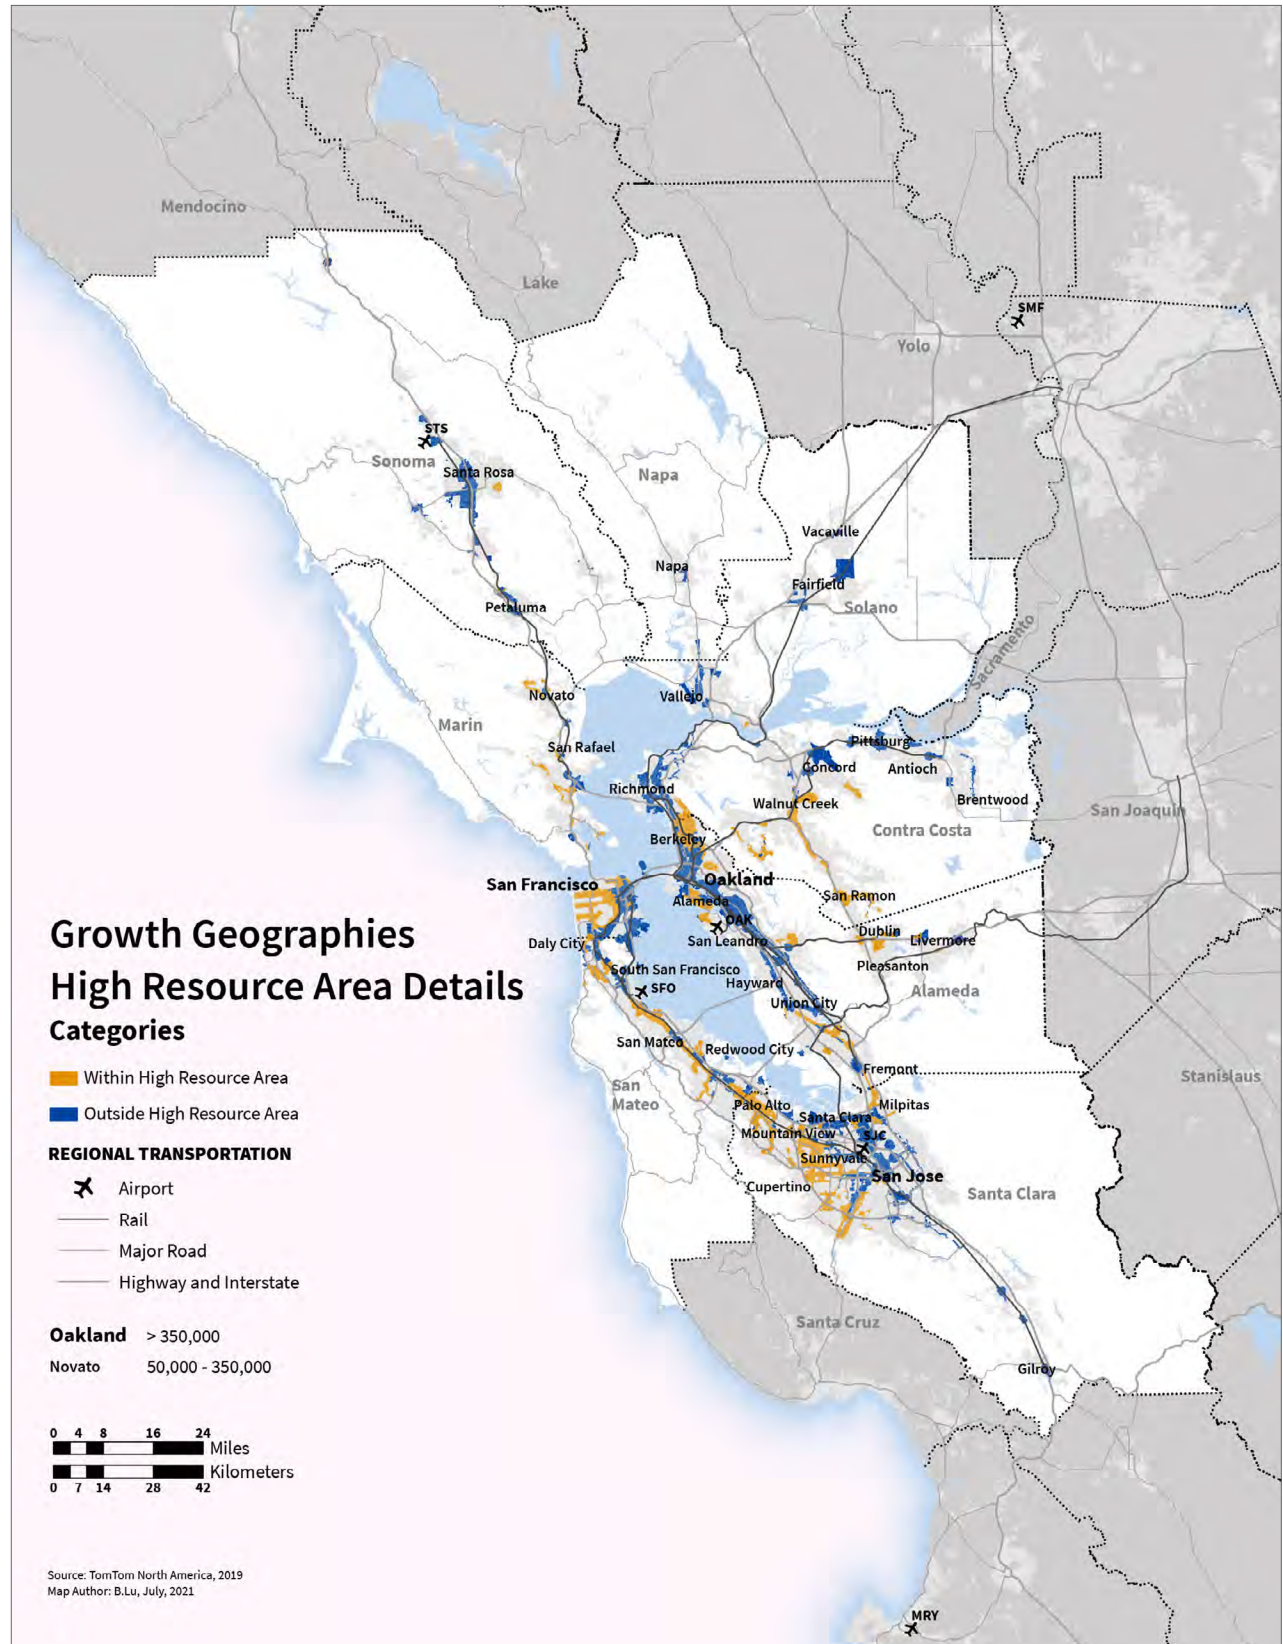 Mendocino
Lake
SMF
Yolo
STS
Sonoma
Santa Rosa
Napa
Vacaville
Napa
Fairfield
Petaluma
Solano
Sacramento
Novato
Vallejo
Marin
San Rafael
Pittsburg
Concord
Antioch
Richmond
Walnut Creek
Brentwood
San Joaquin
Contra Costa
Berkeley
San Francisco
Oakland
San Ramon
Alameda
OAK
Daly City
San Leandro
Dublin
Livermore
Pleasanton
South San Francisco
SFO
Hayward
Alameda
Union City
San Mateo
Redwood City
Fremont
Stanislaus
San
Mateo
Palo Alto
Milpitas
Santa Clara
Mountain View
SJC
Sunnyvale
San Jose
Cupertino
Santa Clara
Santa Cruz
Gilroy
MRY
Growth Geographies
High Resource Area Details
Categories
Within High Resource Area
Outside High Resource Area
REGIONAL TRANSPORTATION
Airport
Rail
Major Road
Highway and Interstate
Oakland > 350,000
Novato 50,000 - 350,000
0 4 8 16 24
Miles
Kilometers
0 7 14 28 42
Source: TomTom North America, 2019
Map Author: B.Lu, July, 2021